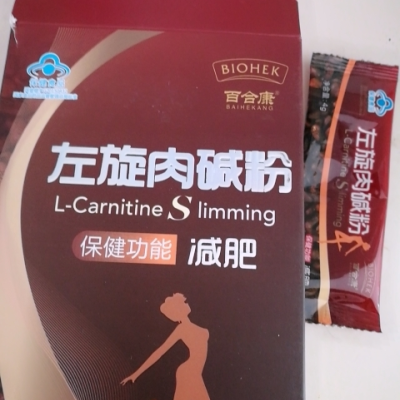 BIOHEK
百合康
BAIHEKANG
左旋肉碱粉
L-Carnitine Slimming
保健功能 减肥
左旋肉碱粉
L-Carnitine Slimming